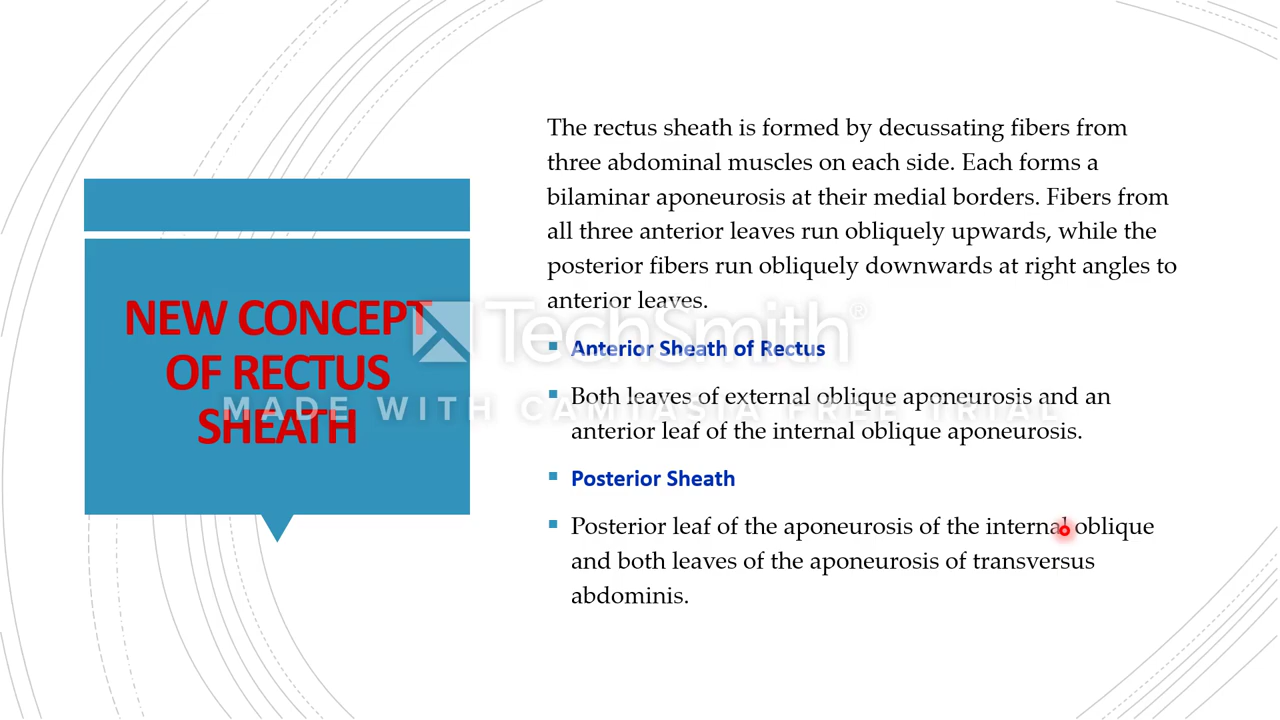 NEW CONCEPT
OF RECTUS
SHEATH
The rectus sheath is formed by decussating fibers from
three abdominal muscles on each side. Each forms a
bilaminar aponeurosis at their medial borders. Fibers from
all three anterior leaves run obliquely upwards, while the
posterior fibers run obliquely downwards at right angles to
anterior leaves.
Anterior Sheath of Rectus
Both leaves of external oblique aponeurosis and an
anterior leaf of the internal oblique aponeurosis.
Posterior Sheath
Posterior leaf of the aponeurosis of the internal oblique
and both leaves of the aponeurosis of transversus
abdominis.
TechSmith®
MADE WITH CAMTASIA FREE TRIAL